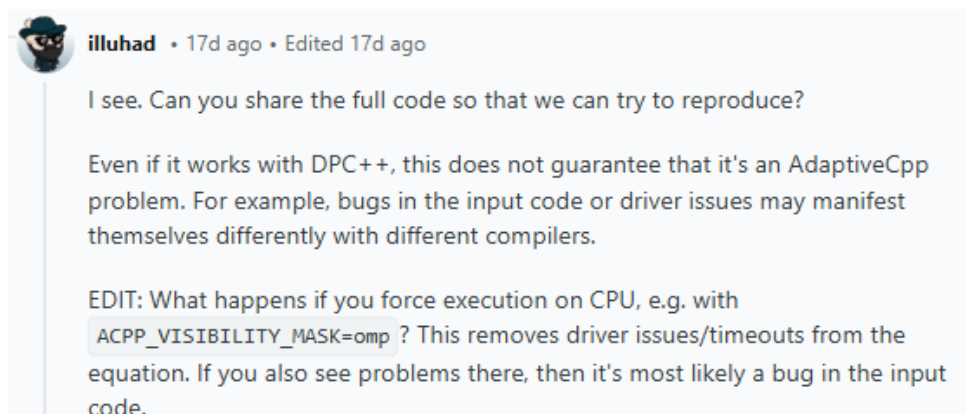 illuhad • 17d ago • Edited 17d ago
I see. Can you share the full code so that we can try to reproduce?
Even if it works with DPC++, this does not guarantee that it's an AdaptiveCpp
problem. For example, bugs in the input code or driver issues may manifest
themselves differently with different compilers.
EDIT: What happens if you force execution on CPU, e.g. with
ACPP_VISIBILITY_MASK=omp? This removes driver issues/timeouts from the
equation. If you also see problems there, then it's most likely a bug in the input
code.